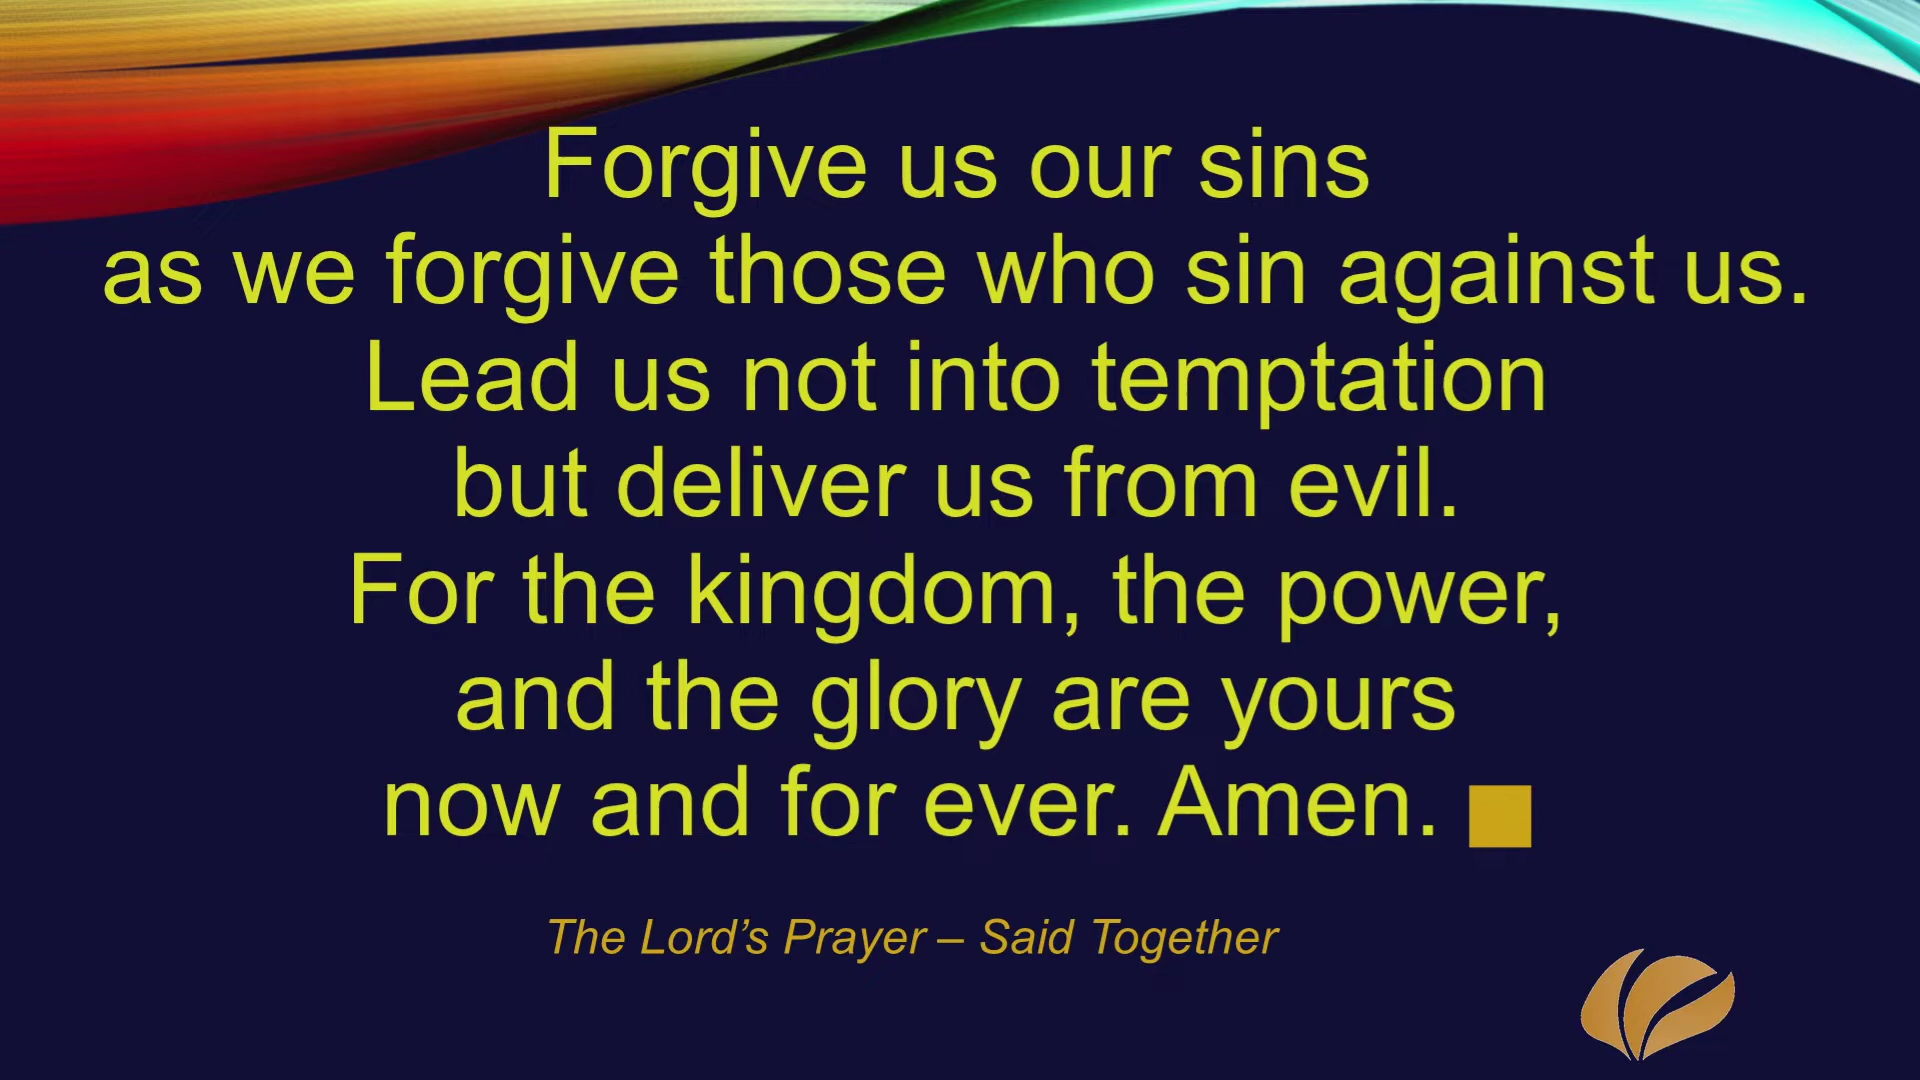 Forgive us our sins
as we forgive those who sin against us.
Lead us not into temptation
but deliver us from evil.
For the kingdom, the power,
and the glory are yours
now and for ever. Amen.
The Lord’s Prayer – Said Together